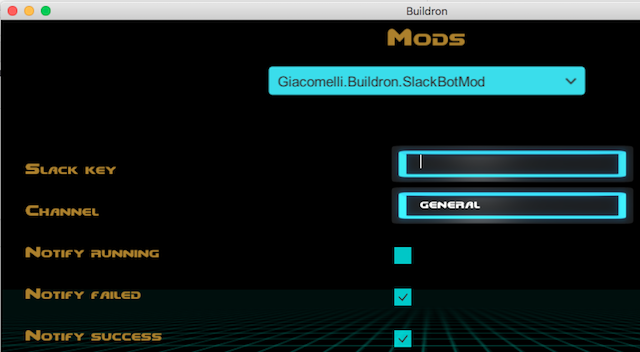 Buildron
Mods
Giacomelli.Buildron.SlackBotMod
Slack key
Channel
general
Notify running
Notify failed
Notify success